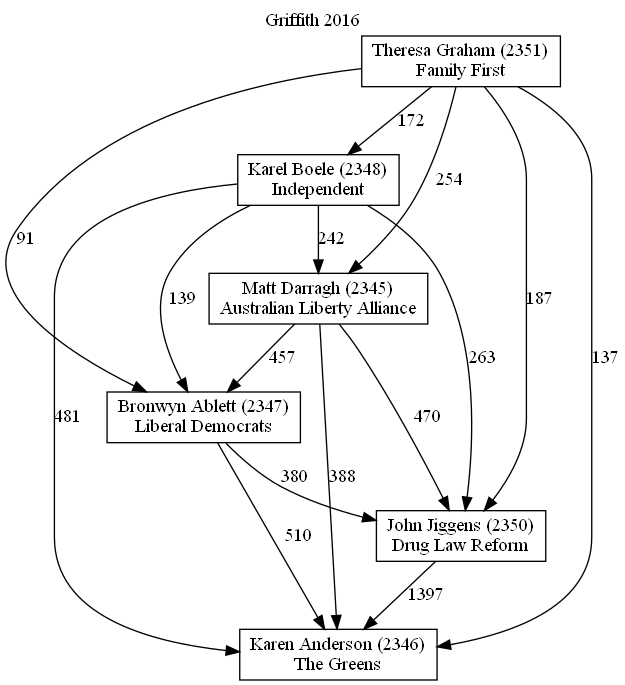 Griffith 2016
Theresa Graham (2351)
Family First
172
254
Karel Boele (2348)
Independent
91
242
139
187
263
137
Matt Darragh (2345)
Australian Liberty Alliance
457
481
470
388
Bronwyn Ablett (2347)
Liberal Democrats
380
510
John Jiggens (2350)
Drug Law Reform
1397
Karen Anderson (2346)
The Greens